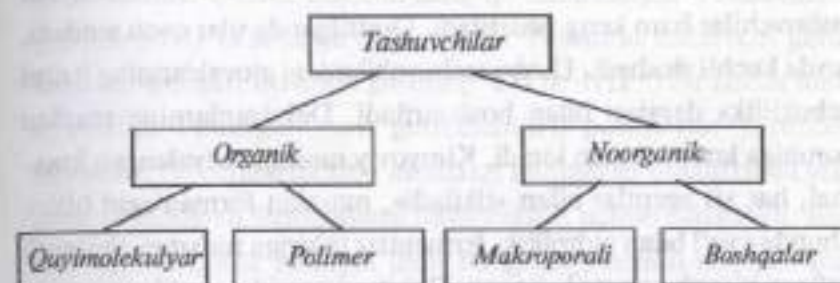 Tashuvchilar
Organik Noorganik
Quyimolekulyar Polimer Makroporali Boshqalar